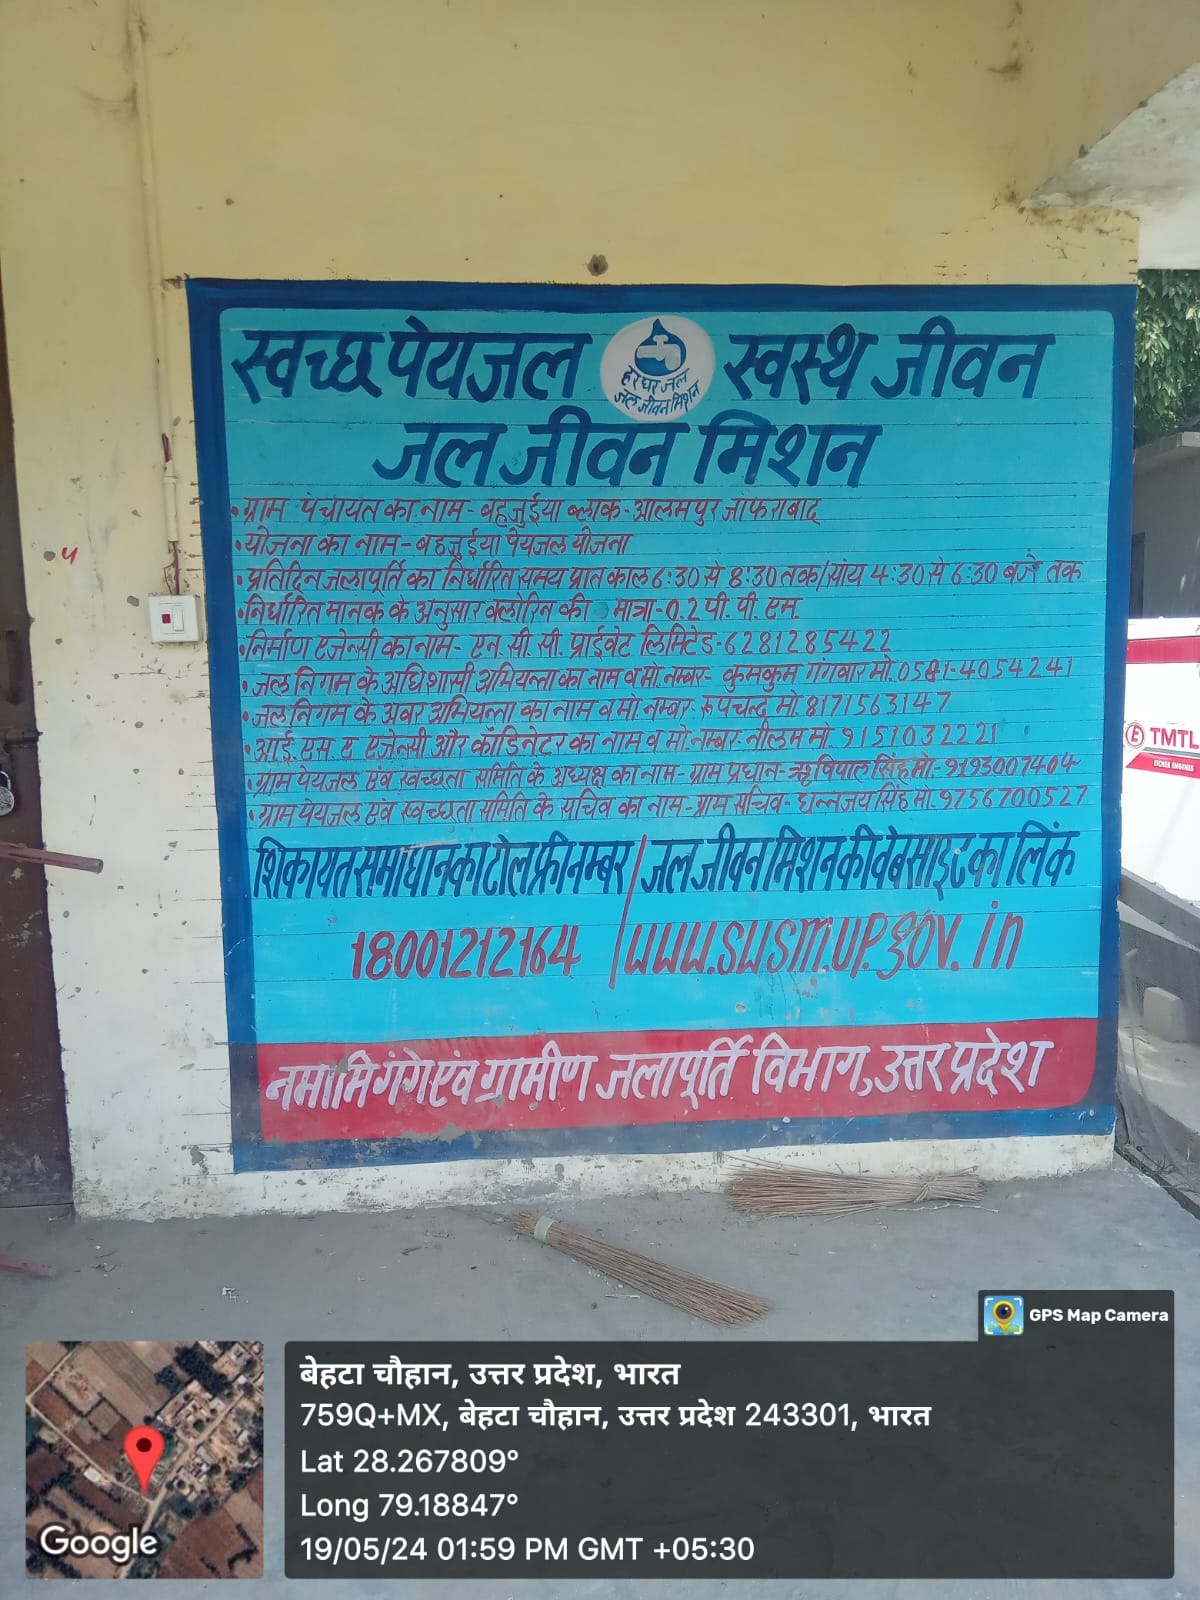 स्वच्छ पेयजल स्वस्थ जीवन
हर घर जल
जल जीवन मिशन
जल जीवन मिशन
• ग्राम पंचायत का नाम - बहजुईया ब्लाक - आलमपुर जाफराबाद
• योजना का नाम - बहजुईया पेयजल योजना
• प्रतिदिन जलापूर्ति का निर्धारित समय प्रातकाल 6:30 से 8:30 तक/सांय 4:30 से 6:30 बजे तक
• निर्धारित मानक के अनुसार क्लोरिन की मात्रा - 0.2 पी. पी. एम.
• निर्माण एजेन्सी का नाम - एन. सी. सी. प्राईवेट लिमिटेड - 6281285422
• जल निगम के अधिशासी अभियन्ता का नाम व मो. नम्बर - कुमकुम गंगवार मो. 0581-4054241
• जल निगम के अवर अभियन्ता का नाम व मो. नम्बर - रूपचन्द्र मो. 8171563147
• आई. एस. ए एजेन्सी और कॉडिनेटर का नाम व मो. नम्बर - नीलम मो. 9151032221
• ग्राम पेयजल एंव स्वच्छता समिति के अध्यक्ष का नाम - ग्राम प्रधान - ऋषिपाल सिंह मो. - 9193007404
• ग्राम पेयजल एंव स्वच्छता समिति के सचिव का नाम - ग्राम सचिव - धन्नजय सिंह मो. 9756700527
शिकायत समाधान का टोल फ्री नम्बर / जल जीवन मिशन की वेबसाइट का लिंक
18001212164 / www.swsm.up.gov.in
नमामि गंगे एंव ग्रामीण जलापूर्ति विभाग, उत्तर प्रदेश
५
TMTL
EICHER ENGINES
GPS Map Camera
बेहटा चौहान, उत्तर प्रदेश, भारत
759Q+MX, बेहटा चौहान, उत्तर प्रदेश 243301, भारत
Lat 28.267809°
Long 79.18847°
19/05/24 01:59 PM GMT +05:30
Google